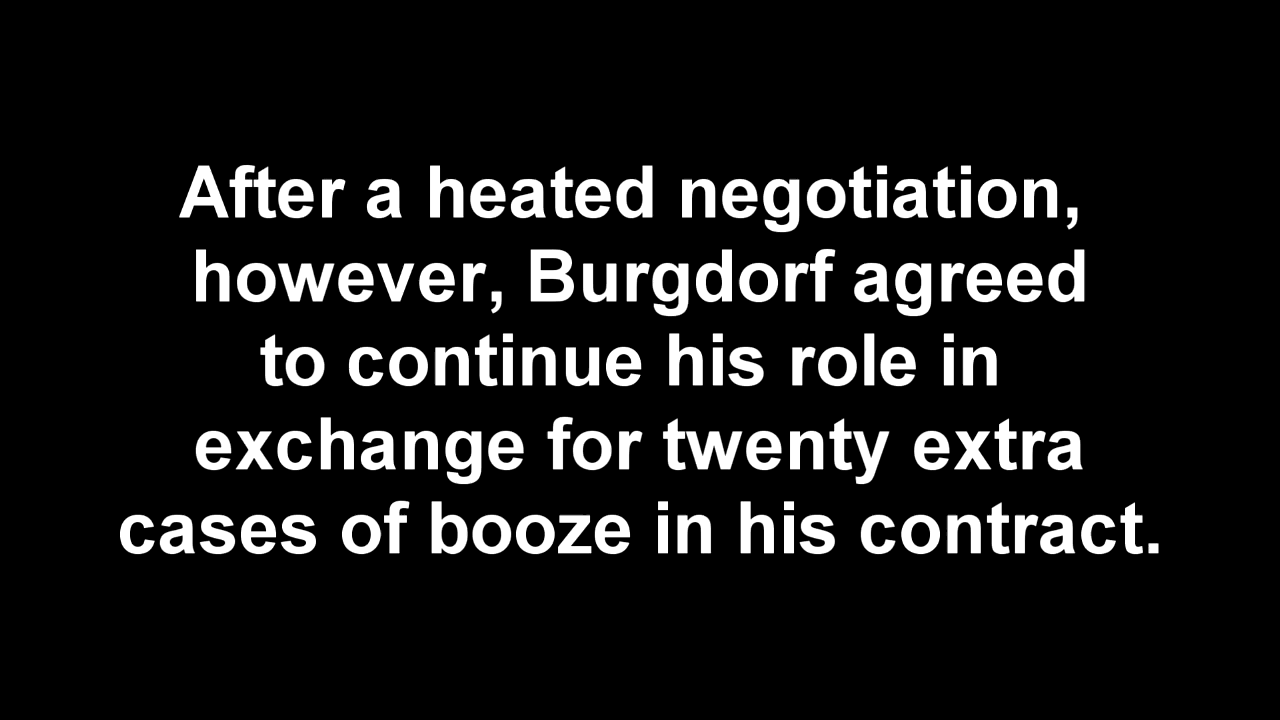 After a heated negotiation,
however, Burgdorf agreed
to continue his role in
exchange for twenty extra
cases of booze in his contract.